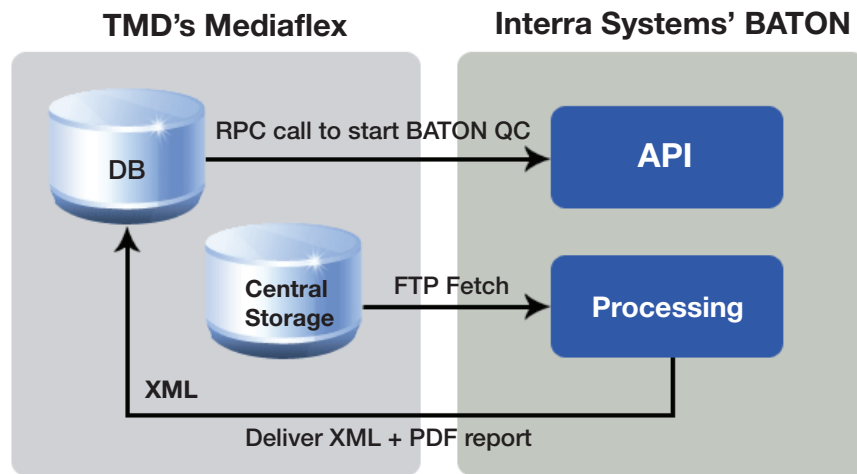 TMD’s Mediaflex
Interra Systems’ BATON
RPC call to start BATON QC
DB
API
Central
Storage
FTP Fetch
Processing
XML
Deliver XML + PDF report